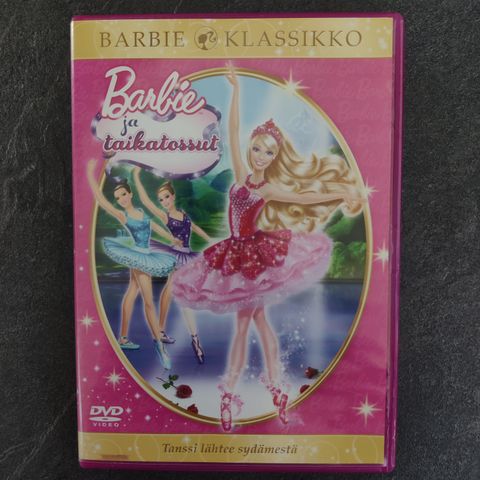 BARBIE KLASSIKKO
Barbie
ja
taikatossut
DVD
VIDEO
Tanssi lähtee sydämestä